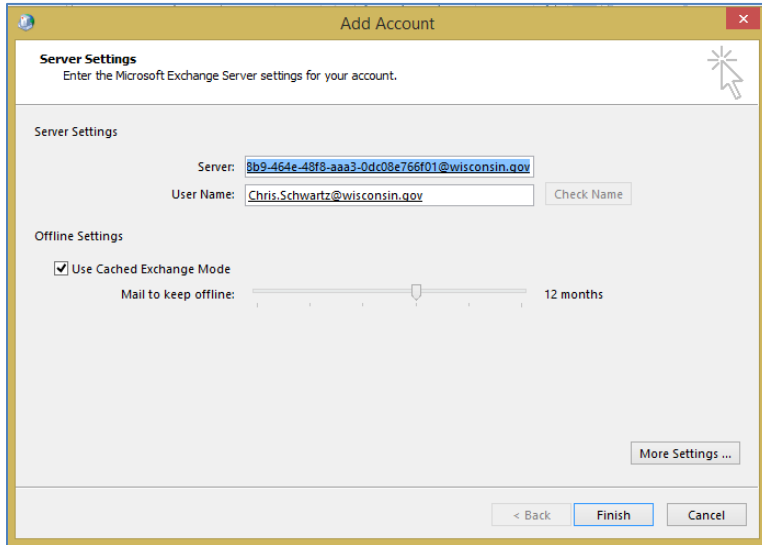 Add Account
Server Settings
Enter the Microsoft Exchange Server settings for your account.
Server Settings
Server: 8b9-464e-48f8-aaa3-0dc08e766f01@wisconsin.gov
User Name: Chris.Schwartz@wisconsin.gov Check Name
Offline Settings
Use Cached Exchange Mode
Mail to keep offline: 12 months
More Settings ...
< Back Finish Cancel